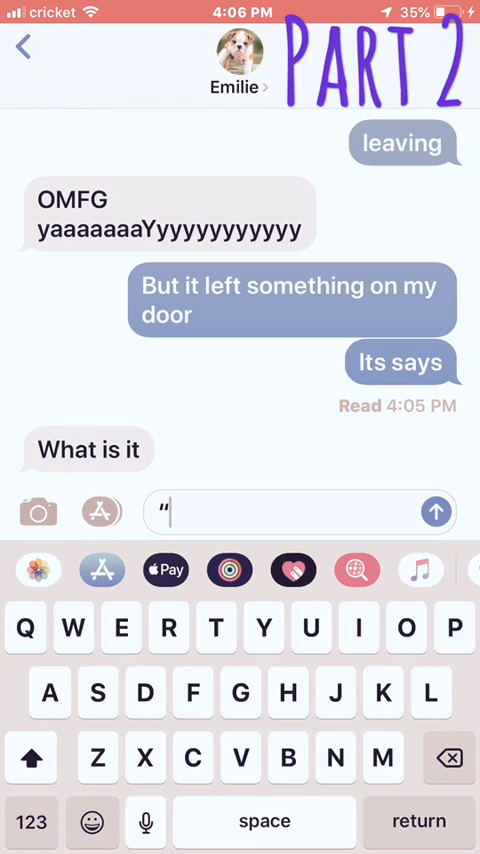 cricket 4:06 PM 35%
PART 2
Emilie
leaving
OMFG
yaaaaaaaYyyyyyyyyyyy
But it left something on my
door
Its says
Read 4:05 PM
What is it
“
Pay
Q W E R T Y U I O P
A S D F G H J K L
Z X C V B N M
123 space return